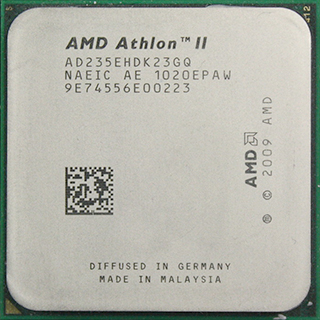 AMD Athlon™ II
AD235EHDK23GQ
NAEIC AE 1020EPAW
9E74556E00223
AMD
© 2009 AMD
DIFFUSED IN GERMANY
MADE IN MALAYSIA